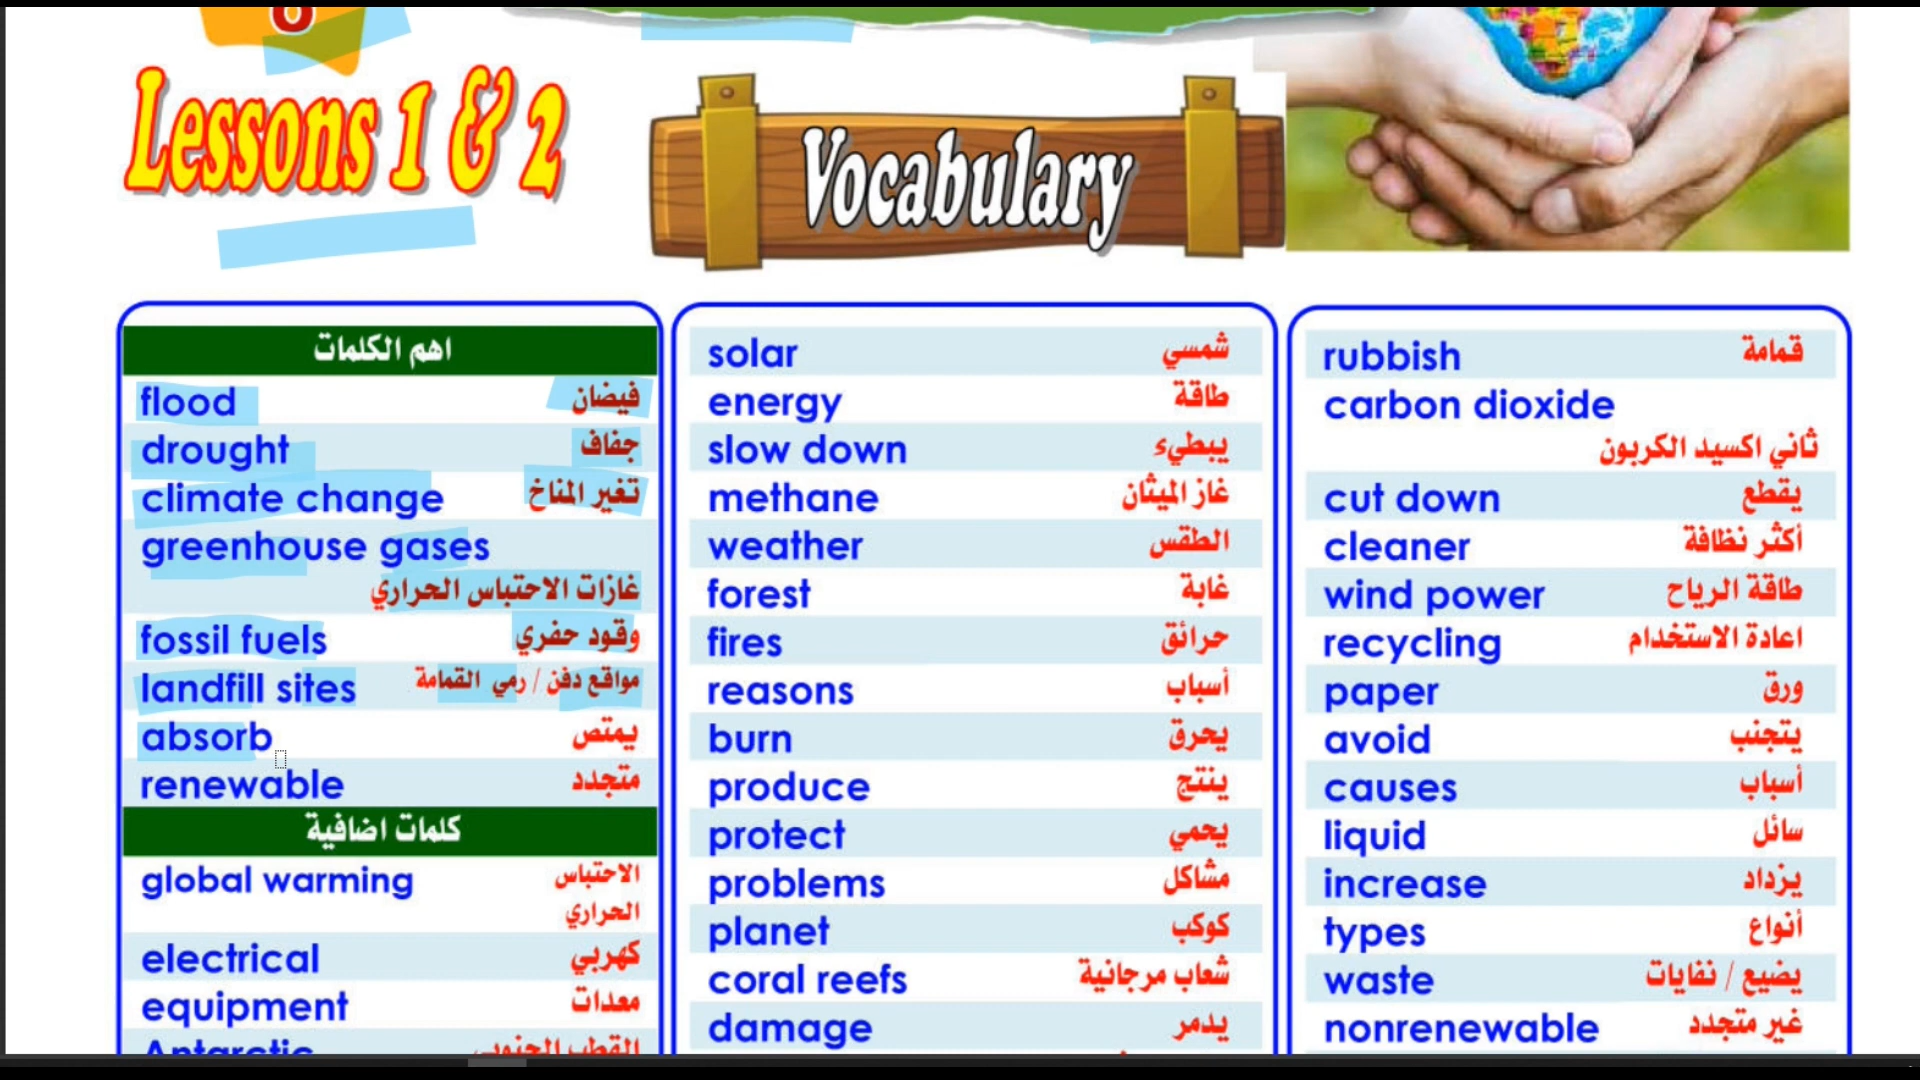 6
Lessons 1 & 2
Vocabulary
اهم الكلمات
flood فيضان
drought جفاف
climate change تغير المناخ
greenhouse gases
غازات الاحتباس الحراري
fossil fuels وقود حفري
landfill sites مواقع دفن / رمي القمامة
absorb يمتص
renewable متجدد
كلمات اضافية
global warming الاحتباس
الحراري
electrical كهربي
equipment معدات
Antarctic القطب الجنوبي
solar شمسي
energy طاقة
slow down يبطيء
methane غاز الميثان
weather الطقس
forest غابة
fires حرائق
reasons أسباب
burn يحرق
produce ينتج
protect يحمي
problems مشاكل
planet كوكب
coral reefs شعاب مرجانية
damage يدمر
rubbish قمامة
carbon dioxide
ثاني اكسيد الكربون
cut down يقطع
cleaner أكثر نظافة
wind power طاقة الرياح
recycling اعادة الاستخدام
paper ورق
avoid يتجنب
causes أسباب
liquid سائل
increase يزداد
types أنواع
waste يضيع / نفايات
nonrenewable غير متجدد